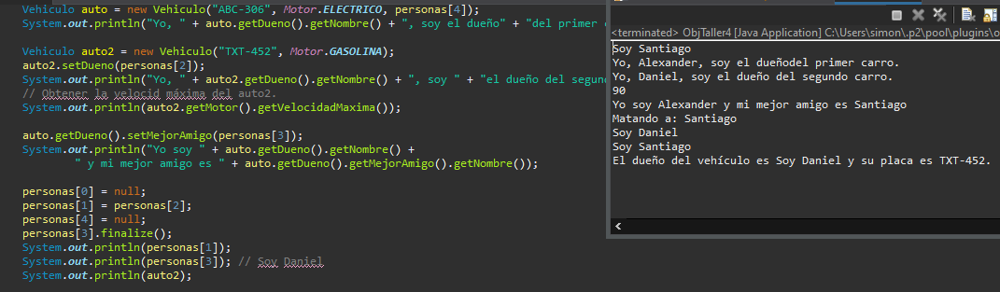 Vehiculo auto = new Vehiculo("ABC-306", Motor.ELECTRICO, personas[4]);
System.out.println("Yo, " + auto.getDueno().getNombre() + ", soy el dueño" + "del primer
Vehiculo auto2 = new Vehiculo("TXT-452", Motor.GASOLINA);
auto2.setDueno(personas[2]);
System.out.println("Yo, " + auto2.getDueno().getNombre() + ", soy " + "el dueño del segun
// Obtener la velocid máxima del auto2.
System.out.println(auto2.getMotor().getVelocidadMaxima());
auto.getDueno().setMejorAmigo(personas[3]);
System.out.println("Yo soy " + auto.getDueno().getNombre() +
" y mi mejor amigo es " + auto.getDueno().getMejorAmigo().getNombre());
personas[0] = null;
personas[1] = personas[2];
personas[4] = null;
personas[3].finalize();
System.out.println(personas[1]);
System.out.println(personas[3]); // Soy Daniel
System.out.println(auto2);
<terminated> ObjTaller4 [Java Application] C:\Users\simon\.p2\pool\plugins\o
Soy Santiago
Yo, Alexander, soy el dueñodel primer carro.
Yo, Daniel, soy el dueño del segundo carro.
90
Yo soy Alexander y mi mejor amigo es Santiago
Matando a: Santiago
Soy Daniel
Soy Santiago
El dueño del vehículo es Soy Daniel y su placa es TXT-452.